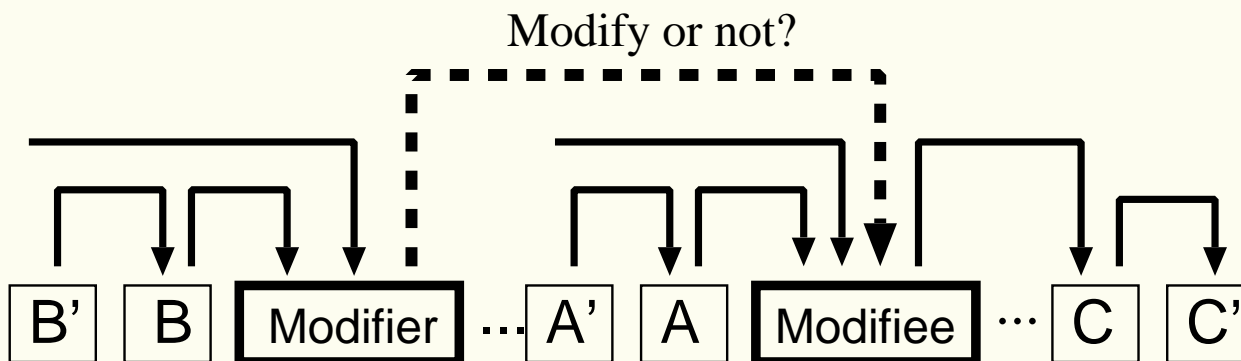 Modify or not?
B' B Modifier ... A' A Modifiee ... C C'